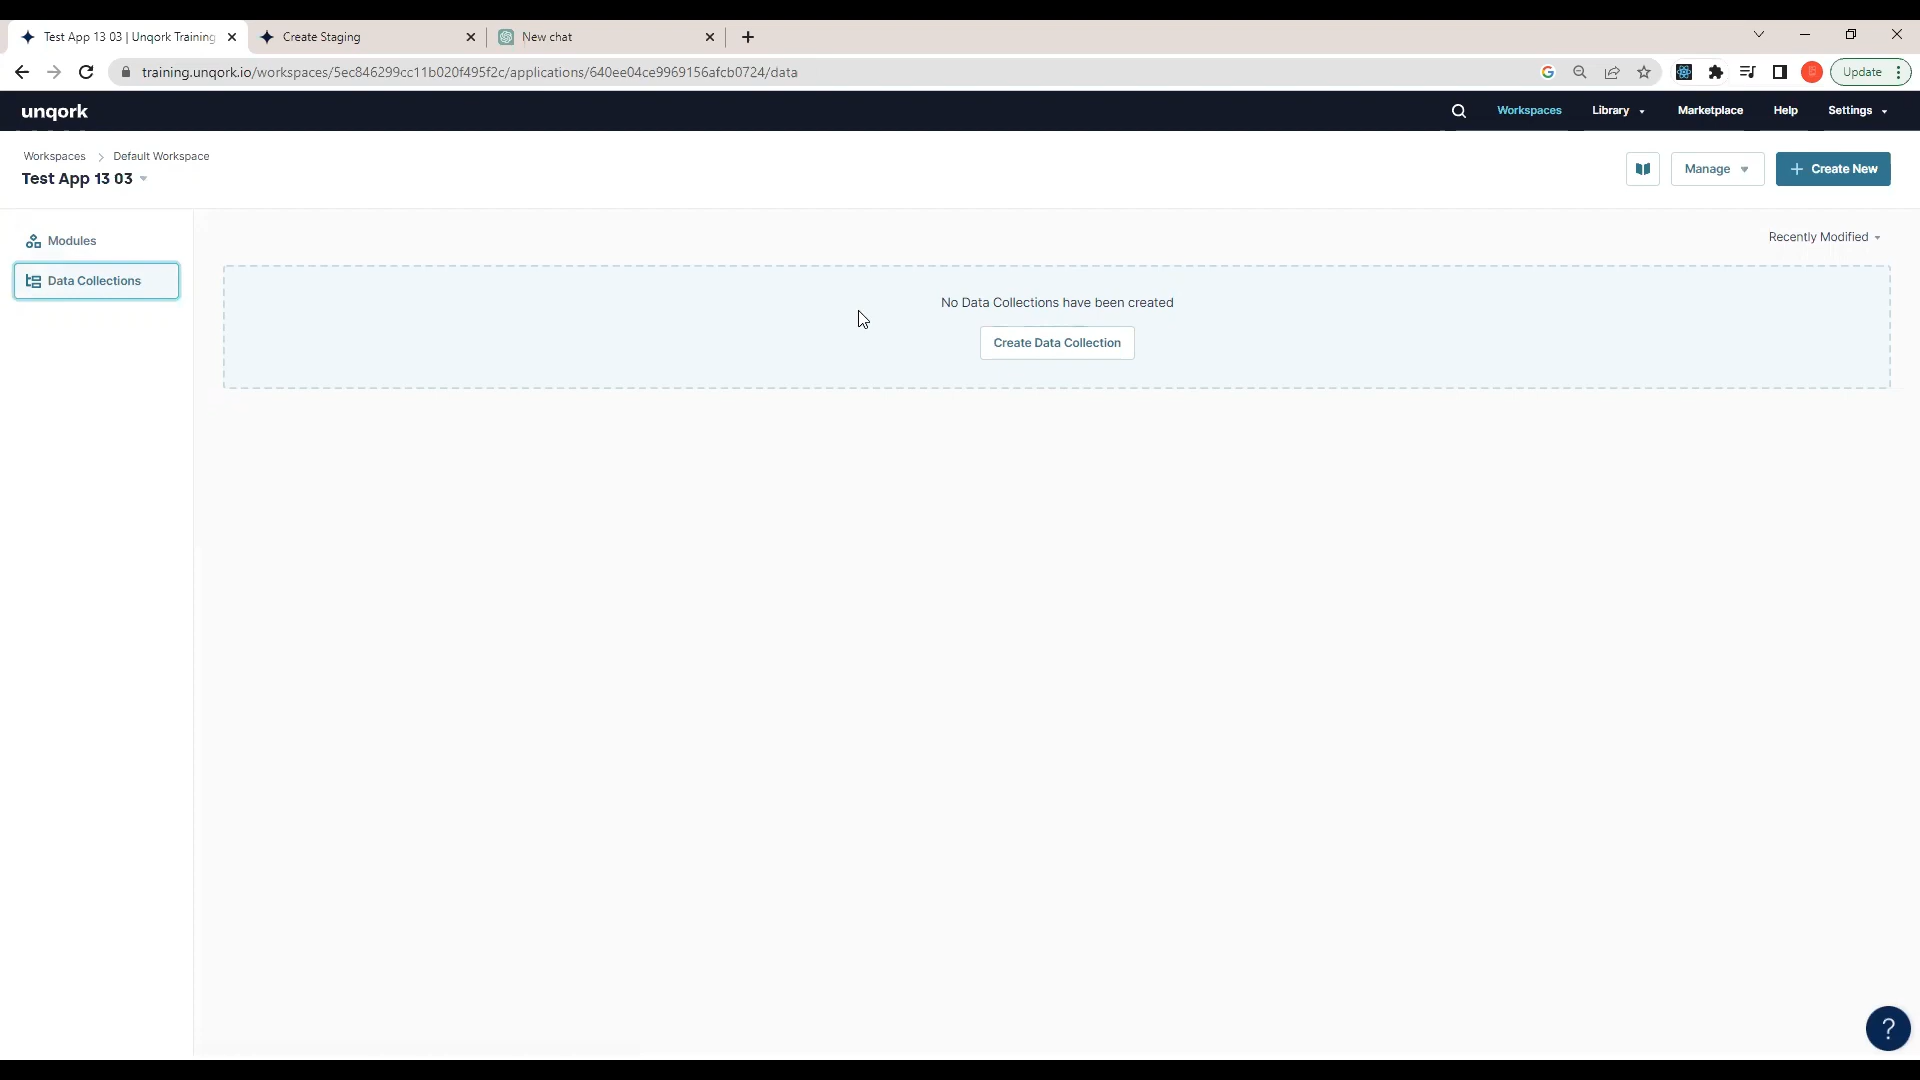 Test App 13 03 | Unqork Training
Create Staging
New chat
training.unqork.io/workspaces/5ec846299cc11b020f495f2c/applications/640ee04ce9969156afcb0724/data
Update
unqork
Workspaces
Library
Marketplace
Help
Settings
Workspaces > Default Workspace
Test App 13 03
Manage
+ Create New
Modules
Data Collections
Recently Modified
No Data Collections have been created
Create Data Collection
?